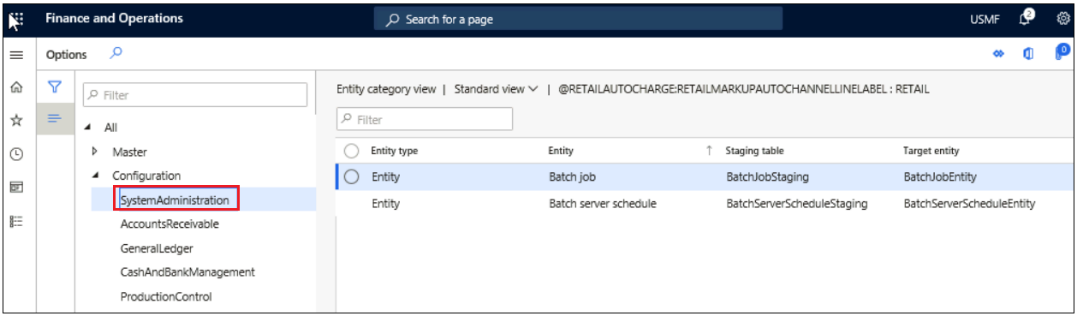 Finance and Operations
Search for a page
USMF
2
Options
0
Filter
All
Master
Configuration
SystemAdministration
AccountsReceivable
GeneralLedger
CashAndBankManagement
ProductionControl
Entity category view | Standard view | @RETAILAUTOCHARGE:RETAILMARKUPAUTOCHANNELLINELABEL : RETAIL
Filter
Entity type Entity Staging table Target entity
Entity Batch job BatchJobStaging BatchJobEntity
Entity Batch server schedule BatchServerScheduleStaging BatchServerScheduleEntity